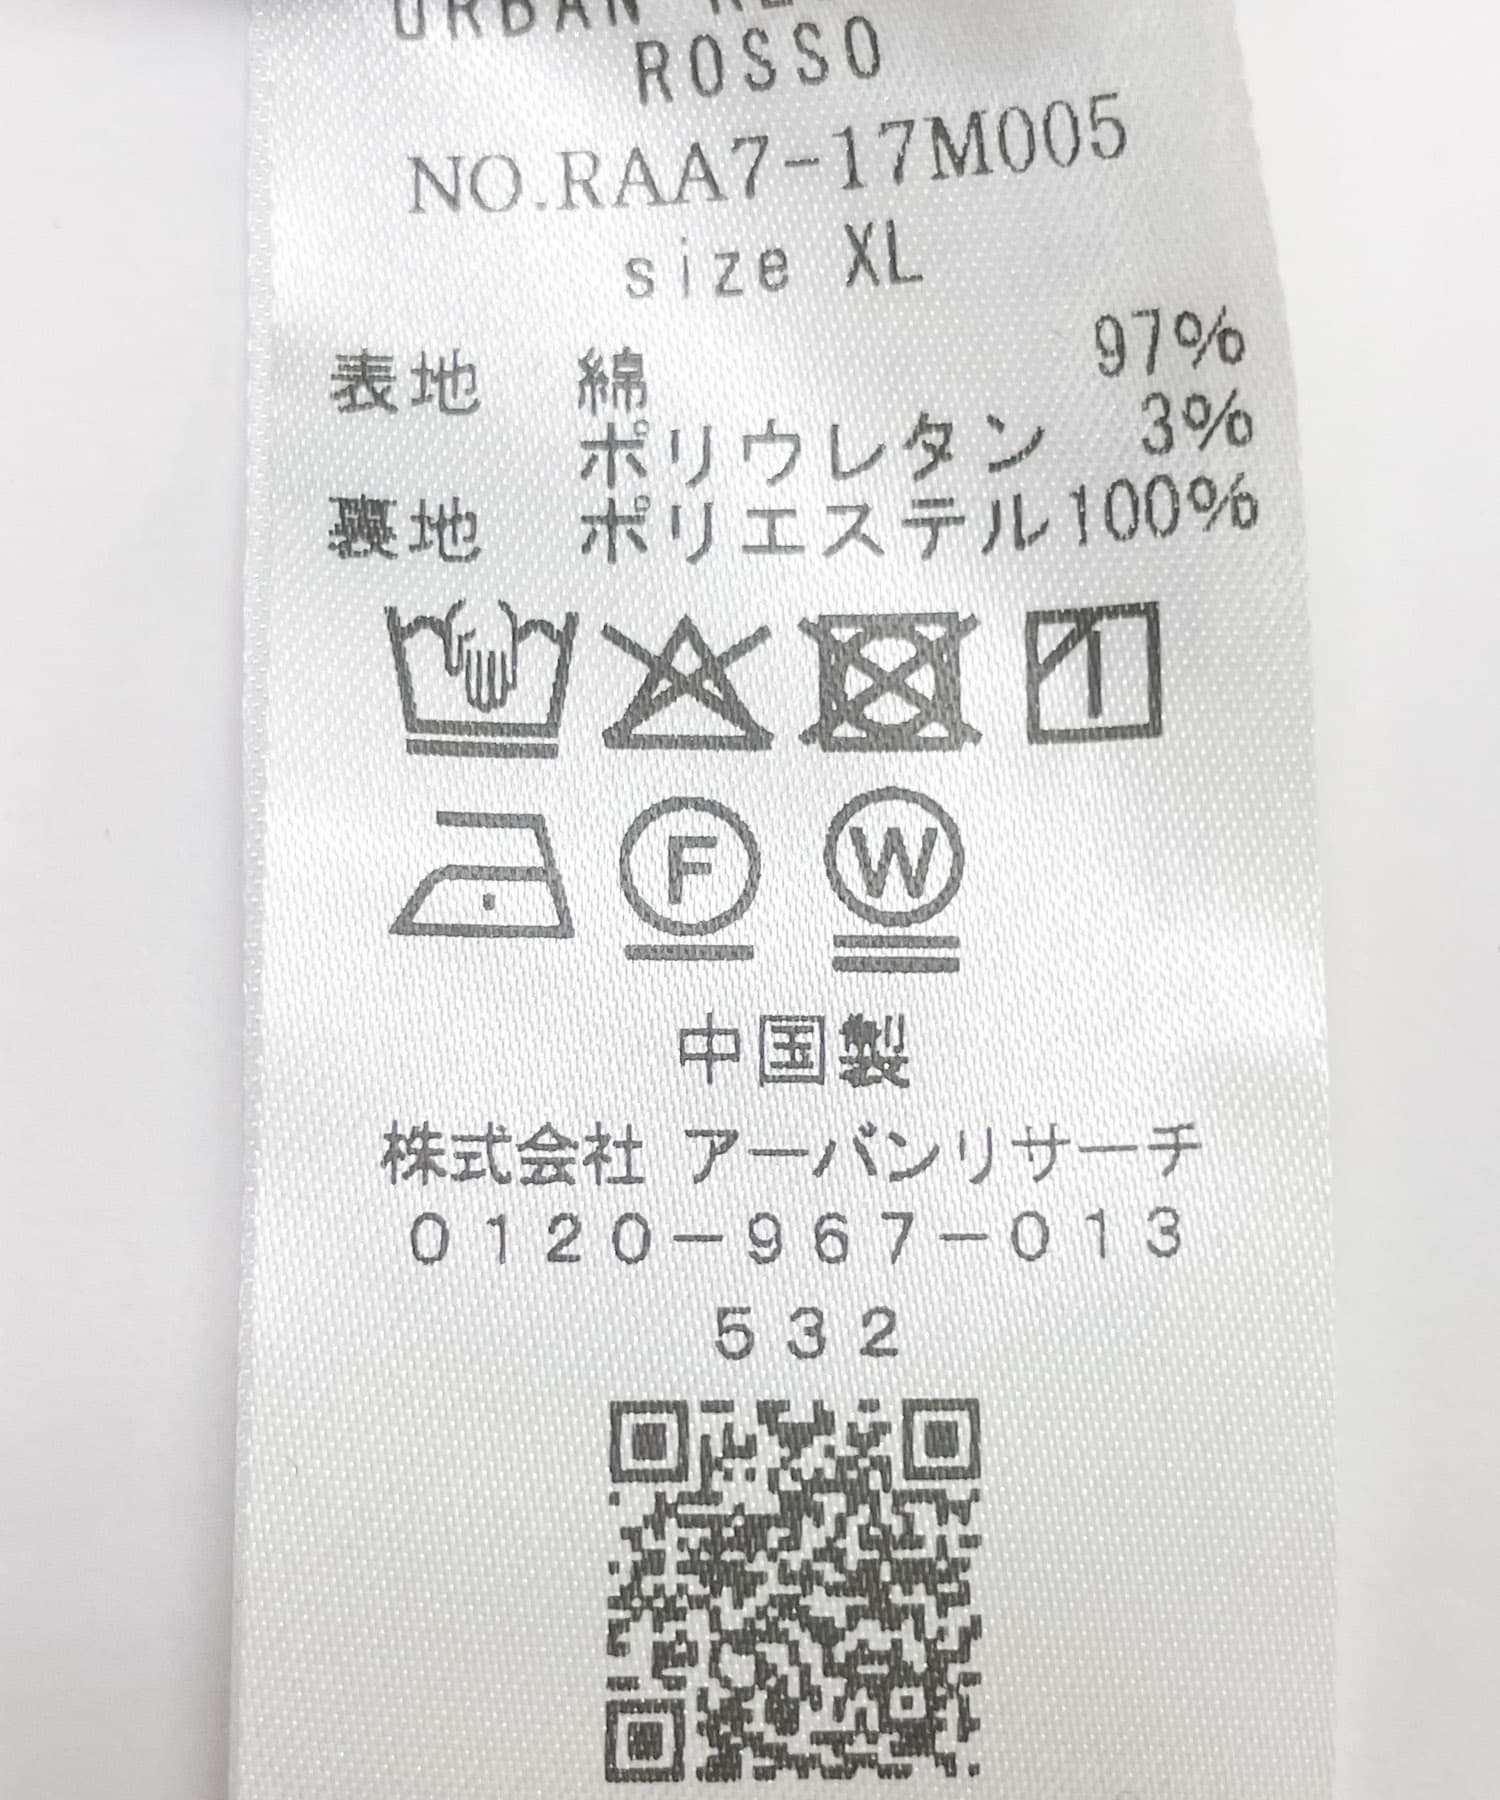 URBAN
ROSSO
NO.RAA7-17M005
size XL
表地 綿 97%
ポリウレタン 3%
裏地 ポリエステル100%
F W
中国製
株式会社 アーバンリサーチ
0120-967-013
532